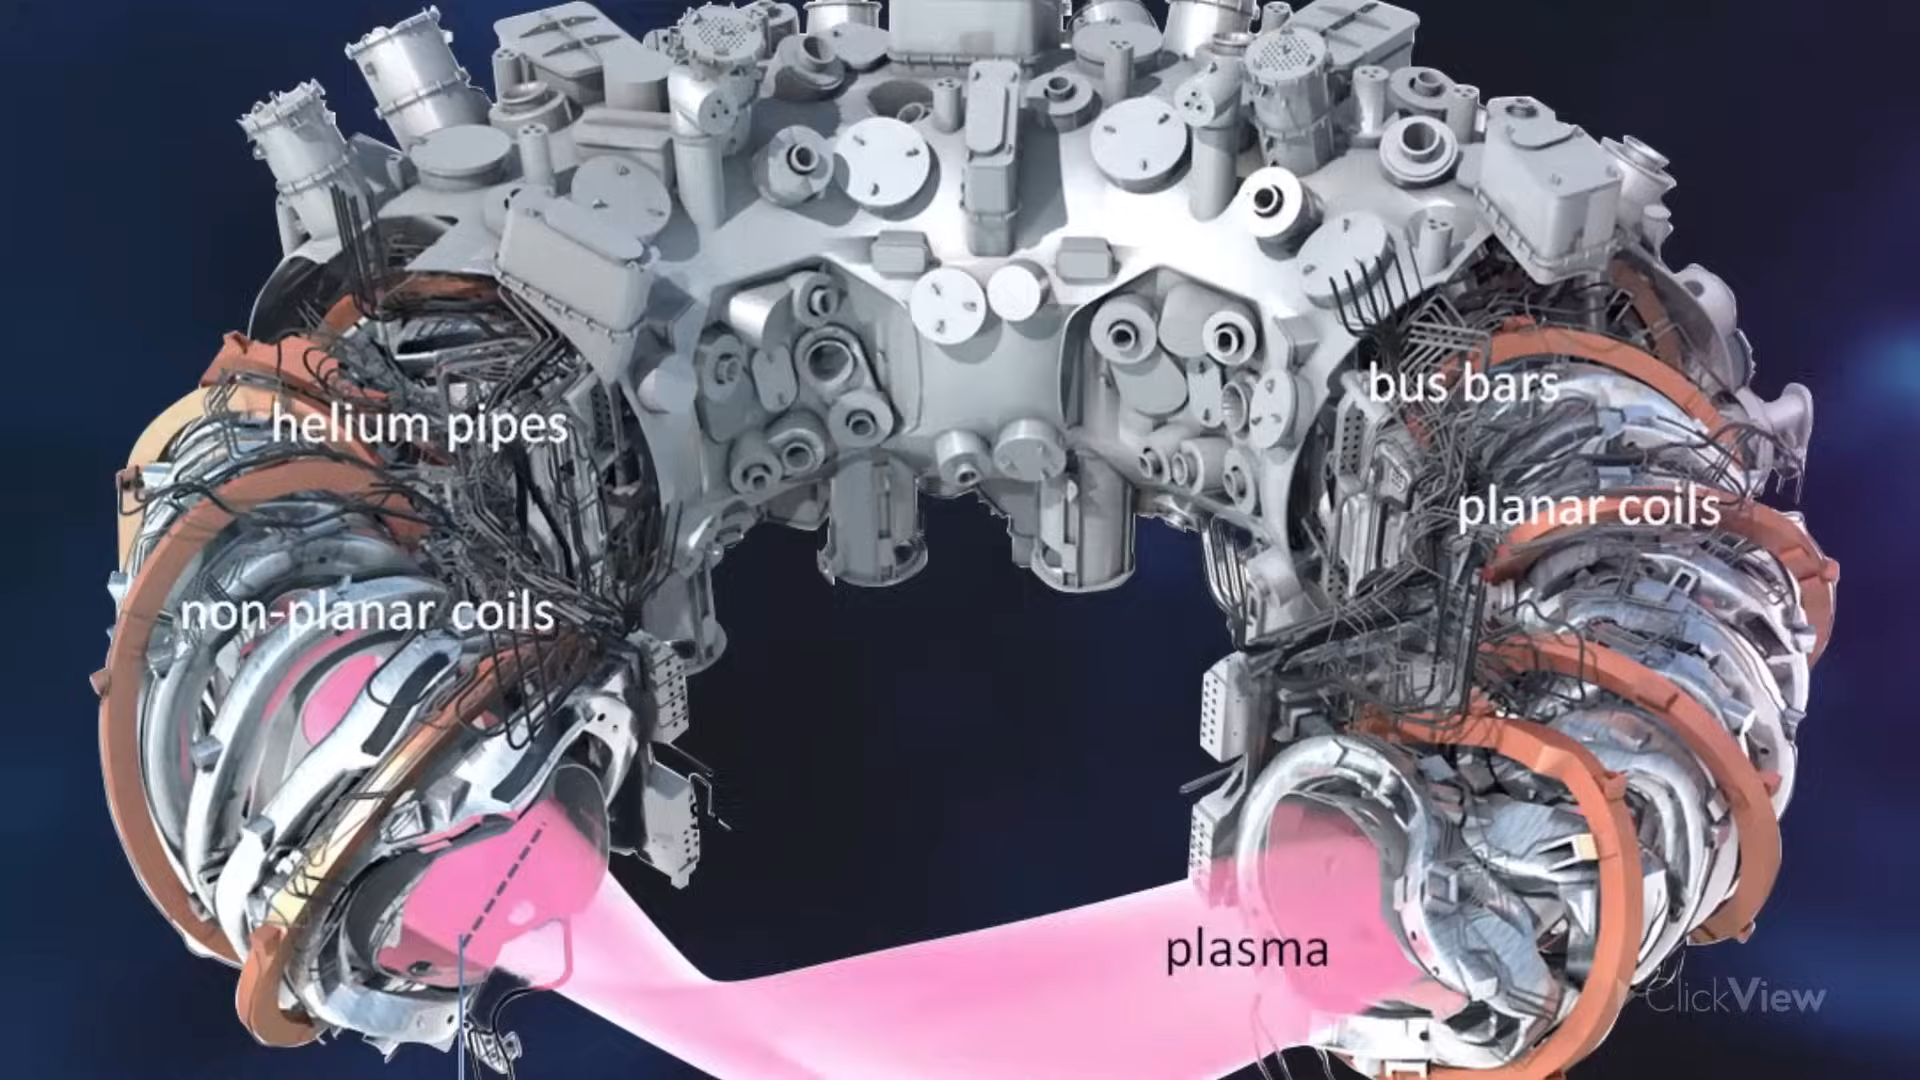 bus bars
helium pipes
planar coils
non-planar coils
plasma
ClickView